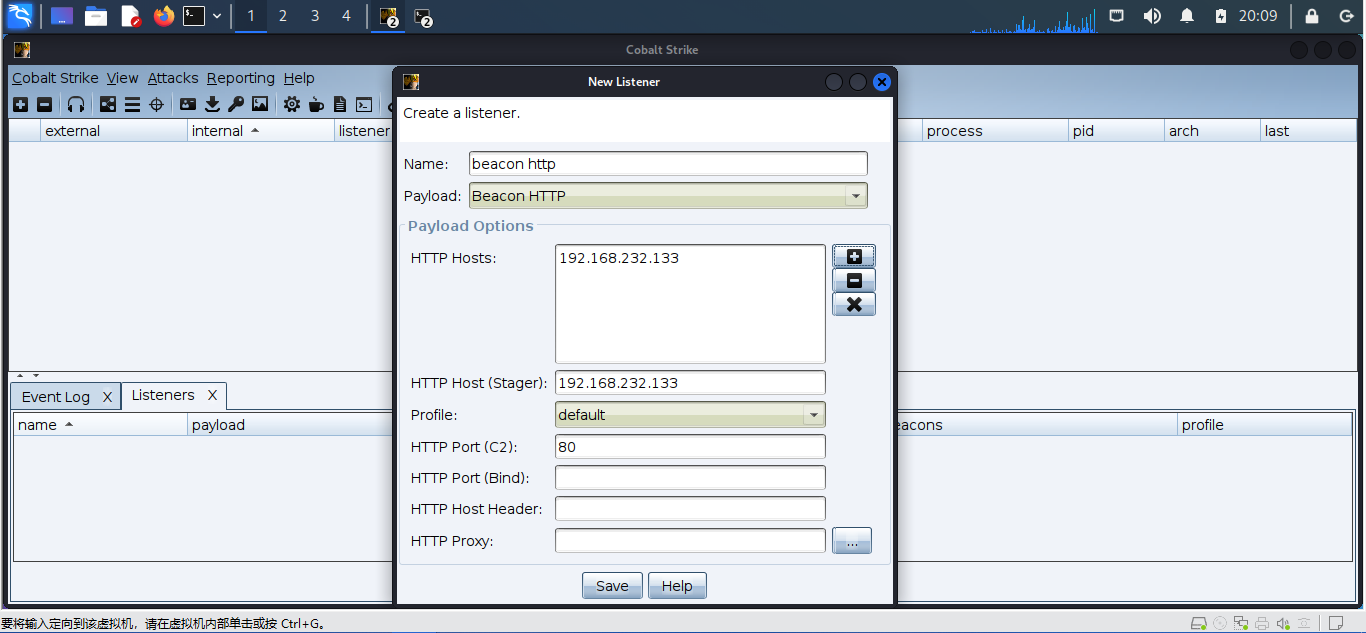 1 2 3 4 2 2 20:09
Cobalt Strike
Cobalt Strike View Attacks Reporting Help
New Listener
Create a listener.
external internal listener process pid arch last
Name: beacon http
Payload: Beacon HTTP
Payload Options
HTTP Hosts: 192.168.232.133
HTTP Host (Stager): 192.168.232.133
Profile: default
HTTP Port (C2): 80
HTTP Port (Bind):
HTTP Host Header:
HTTP Proxy: ...
Save Help
Event Log X Listeners X
name payload eacons profile
要将输入定向到该虚拟机，请在虚拟机内部单击或按 Ctrl+G。